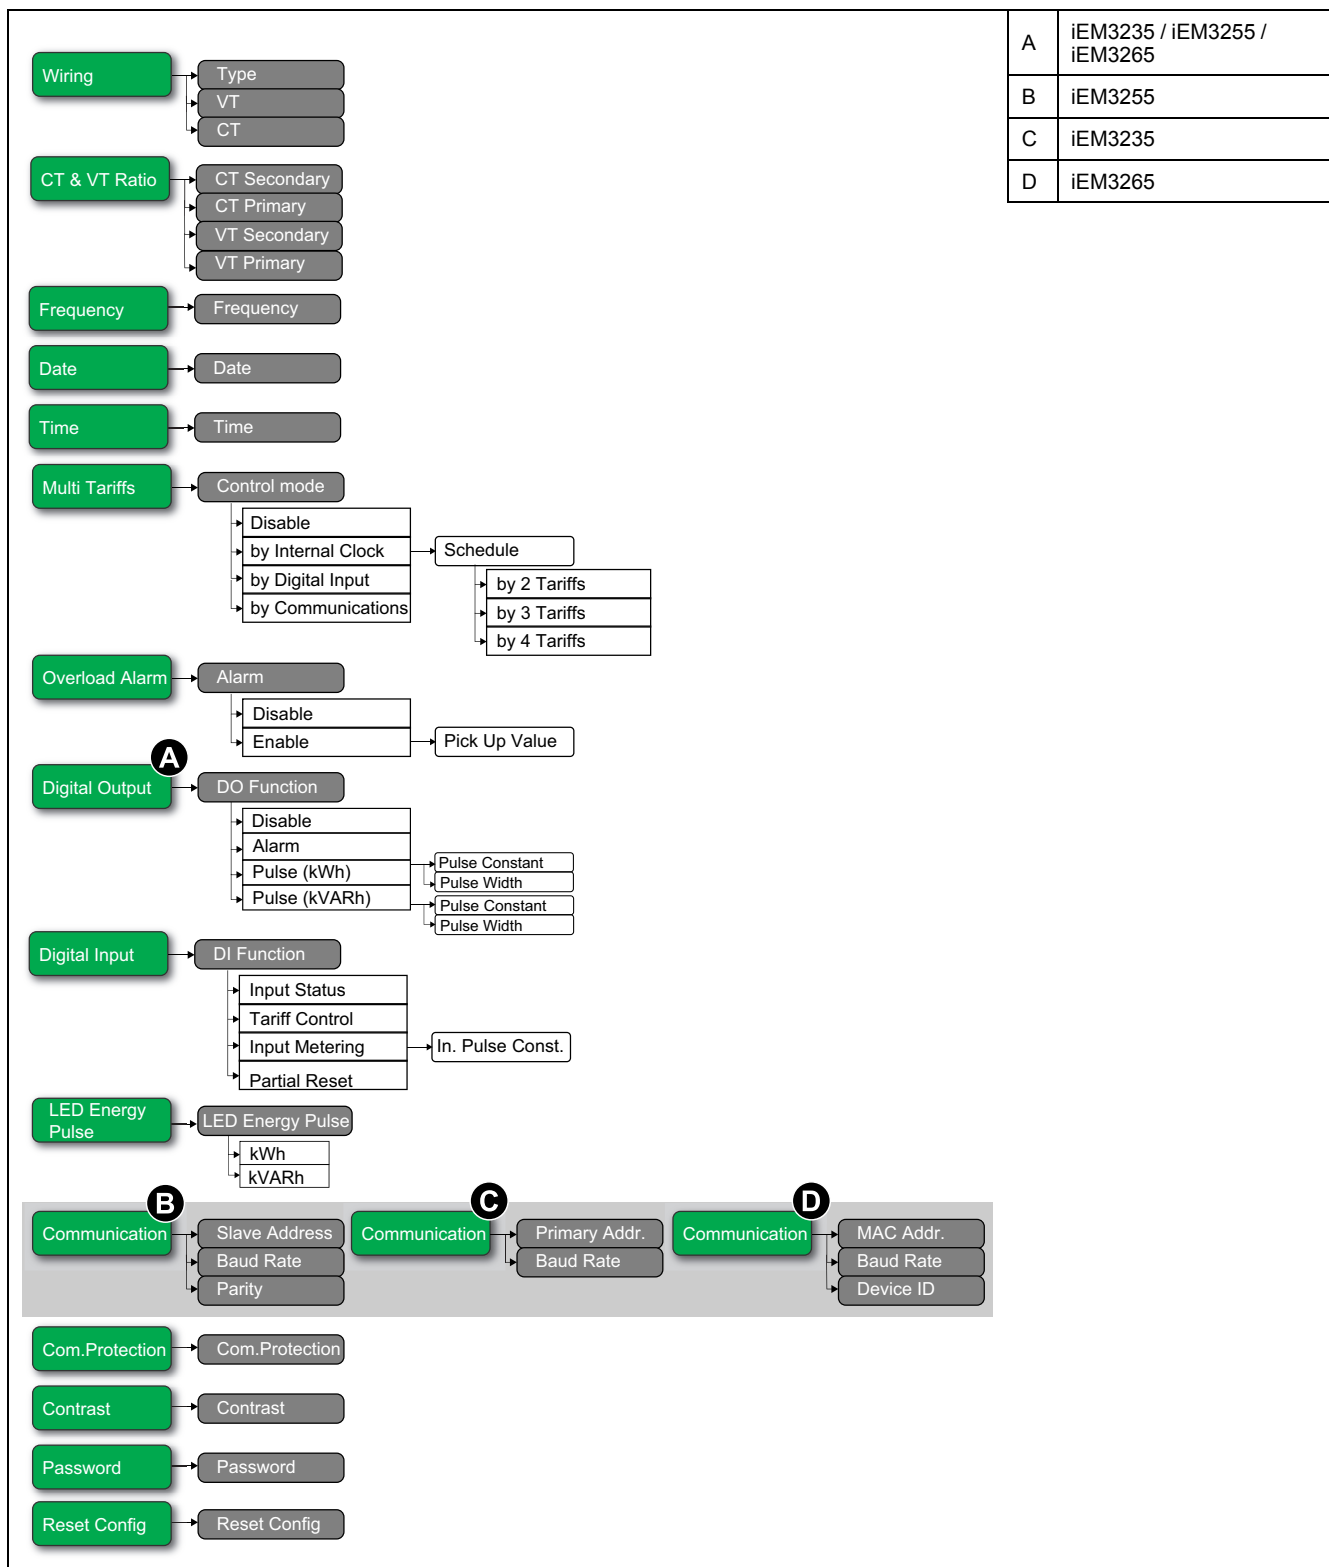 A
iEM3235 / iEM3255 /
iEM3265
B
iEM3255
C
iEM3235
D
iEM3265
Wiring
Type
VT
CT
CT & VT Ratio
CT Secondary
CT Primary
VT Secondary
VT Primary
Frequency
Frequency
Date
Date
Time
Time
Multi Tariffs
Control mode
Disable
by Internal Clock
Schedule
by Digital Input
by 2 Tariffs
by Communications
by 3 Tariffs
by 4 Tariffs
Overload Alarm
Alarm
Disable
Enable
Pick Up Value
A
Digital Output
DO Function
Disable
Alarm
Pulse (kWh)
Pulse Constant
Pulse Width
Pulse (kVARh)
Pulse Constant
Pulse Width
Digital Input
DI Function
Input Status
Tariff Control
Input Metering
In. Pulse Const.
Partial Reset
LED Energy
Pulse
LED Energy Pulse
kWh
kVARh
B
Communication
Slave Address
Baud Rate
Parity
C
Communication
Primary Addr.
Baud Rate
D
Communication
MAC Addr.
Baud Rate
Device ID
Com.Protection
Com.Protection
Contrast
Contrast
Password
Password
Reset Config
Reset Config